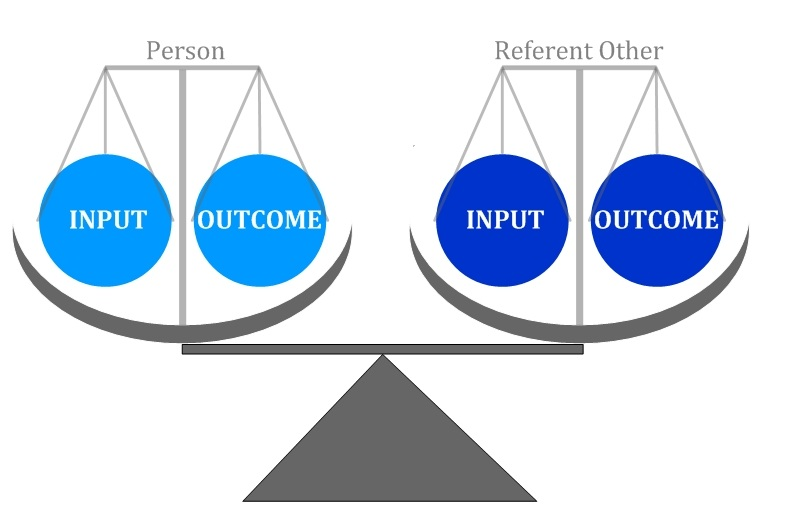 Person
Referent Other
INPUT
OUTCOME
INPUT
OUTCOME